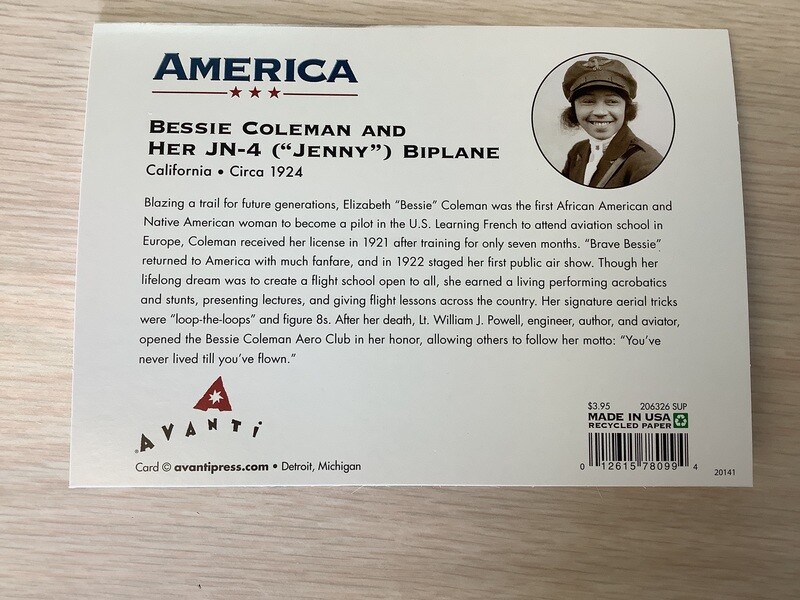 AMERICA
BESSIE COLEMAN AND
HER JN-4 (“JENNY”) BIPLANE
California • Circa 1924
Blazing a trail for future generations, Elizabeth “Bessie” Coleman was the first African American and
Native American woman to become a pilot in the U.S. Learning French to attend aviation school in
Europe, Coleman received her license in 1921 after training for only seven months. “Brave Bessie”
returned to America with much fanfare, and in 1922 staged her first public air show. Though her
lifelong dream was to create a flight school open to all, she earned a living performing acrobatics
and stunts, presenting lectures, and giving flight lessons across the country. Her signature aerial tricks
were “loop-the-loops” and figure 8s. After her death, Lt. William J. Powell, engineer, author, and aviator,
opened the Bessie Coleman Aero Club in her honor, allowing others to follow her motto: “You’ve
never lived till you’ve flown.”
AVANTI
Card © avantipress.com • Detroit, Michigan
$3.95 206326 SUP
MADE IN USA
RECYCLED PAPER
0 12615 78099 4
20141